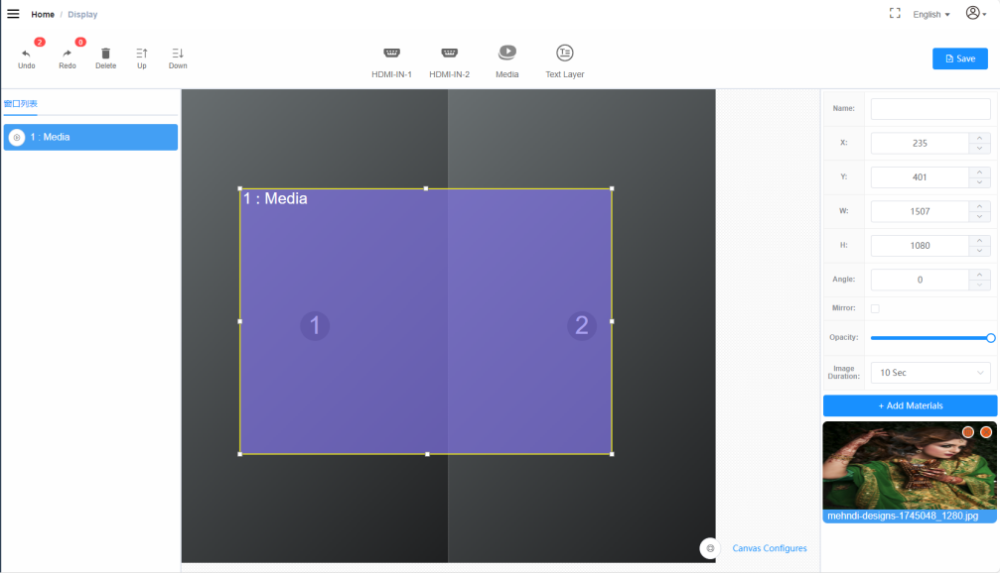 Home / Display
English
2
0
Undo
Redo
Delete
Up
Down
HDMI-IN-1
HDMI-IN-2
Media
Text Layer
Save
窗口列表
1 : Media
1 : Media
1
2
Canvas Configures
Name:
X:
235
Y:
401
W:
1507
H:
1080
Angle:
0
Mirror:
Opacity:
Image
Duration:
10 Sec
+ Add Materials
mehndi-designs-1745048_1280.jpg